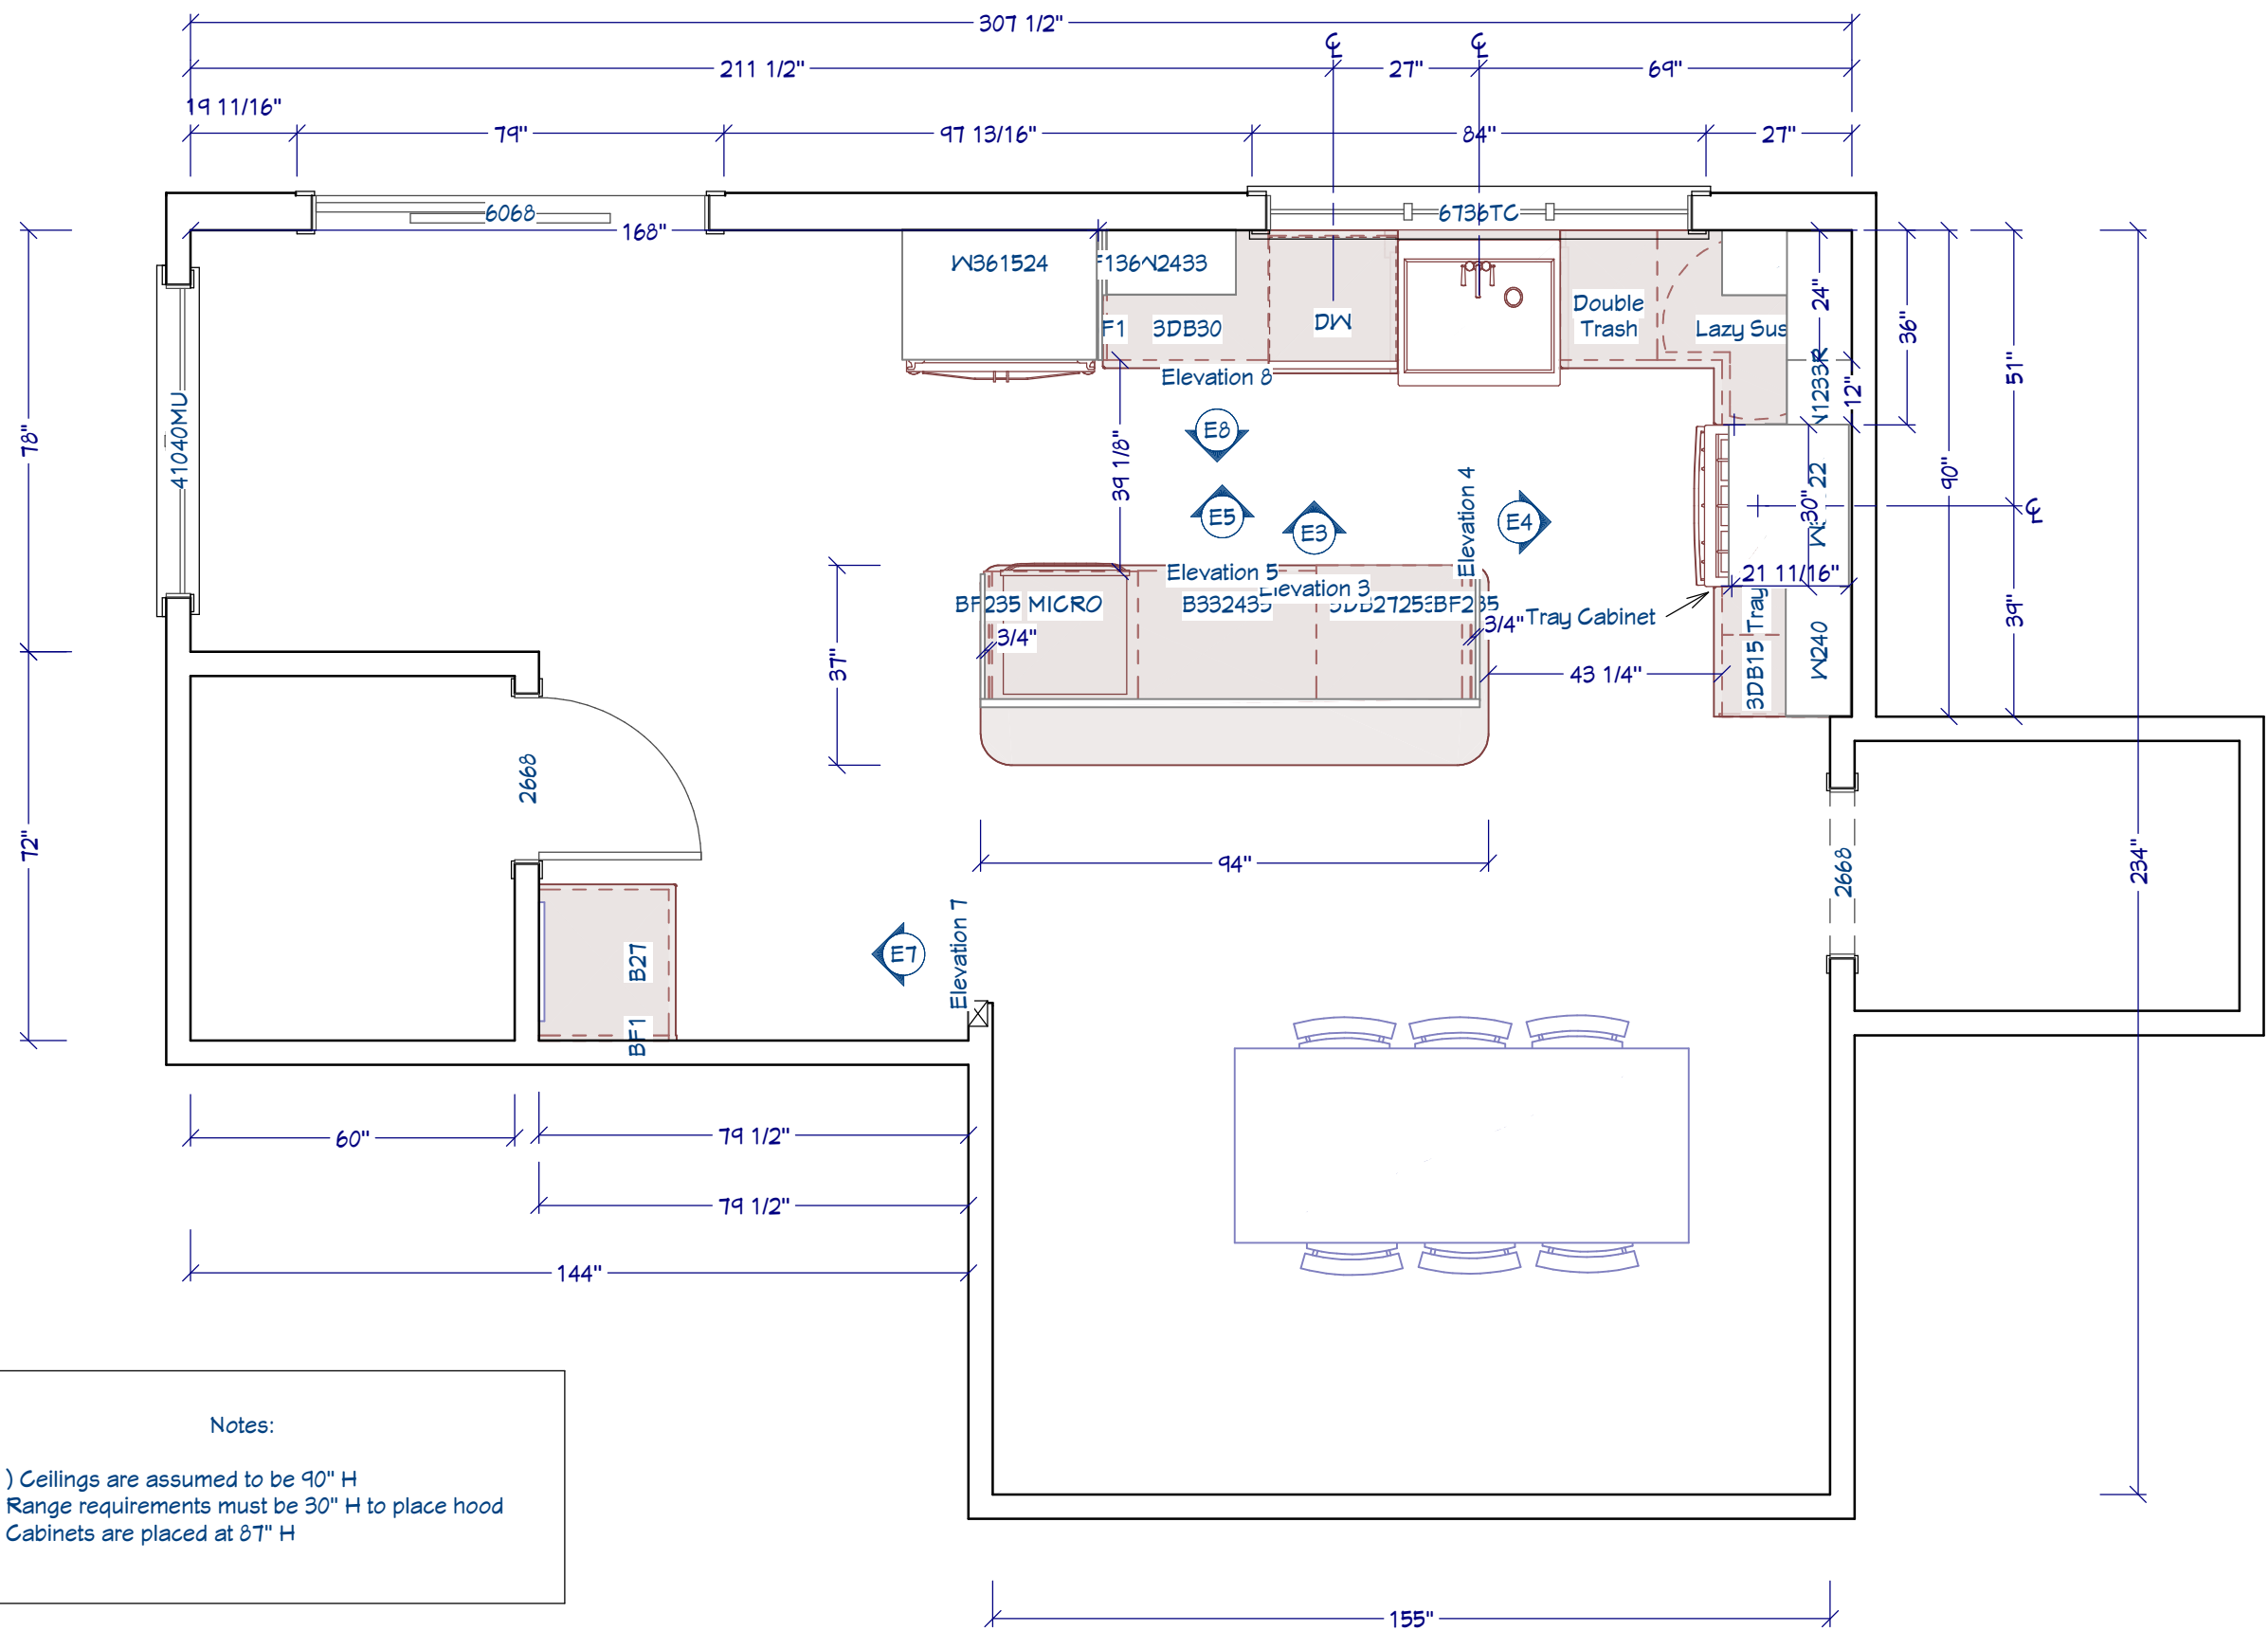 307 1/2"
211 1/2"
27"
69"
19 11/16"
79"
97 13/16"
84"
27"
6068
168"
6736TC
W361524
W2433
F1
3DB30
DW
Double
Trash
Lazy Sus
24"
36"
51"
90"
12"
Elevation 8
E8
39 1/8"
E5
E3
Elevation 4
E4
30"
22
41040MU
78"
21 11/16"
Elevation 5
Elevation 3
BF235
MICRO
B332435
BF235
3/4"
3/4"
Tray Cabinet
3DB15
Tray
W240
39"
37"
43 1/4"
2668
72"
94"
2668
234"
B27
BF1
E7
Elevation 7
60"
79 1/2"
79 1/2"
144"
Notes:
) Ceilings are assumed to be 90" H
Range requirements must be 30" H to place hood
Cabinets are placed at 87" H
155"